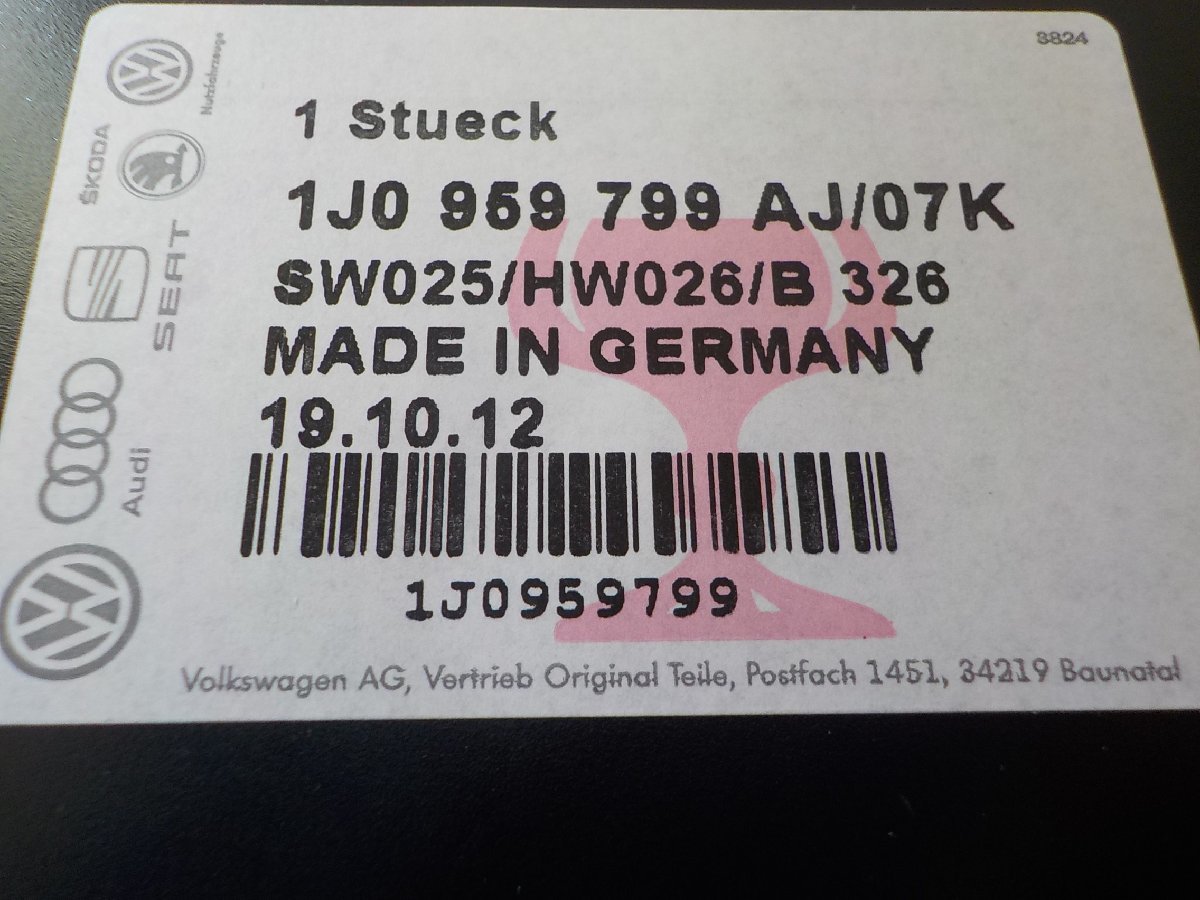 3824
Nutzfahrzeuge
ŠKODA
SEAT
Audi
1 Stueck
1J0 959 799 AJ/07K
SW025/HW026/B 326
MADE IN GERMANY
19.10.12
1J0959799
Volkswagen AG, Vertrieb Original Teile, Postfach 1451, 34219 Baunatal